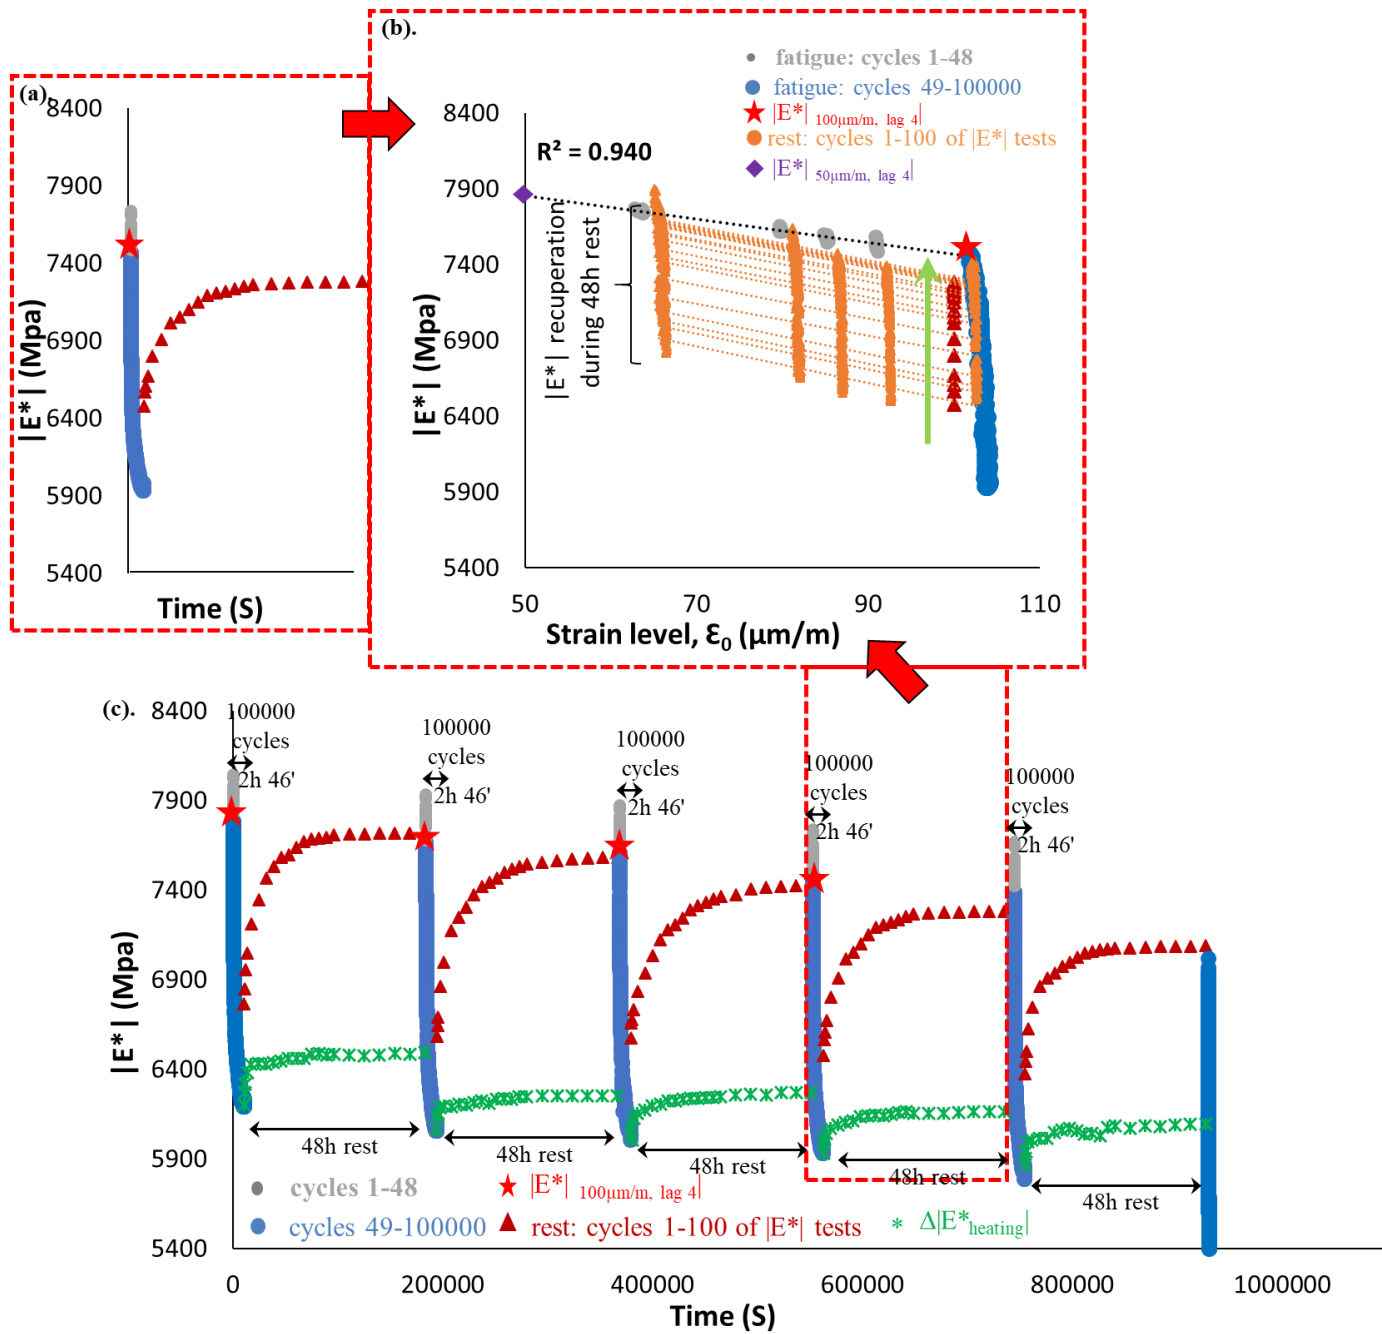 (a).
8400
7900
7400
6900
6400
5900
5400
|E*| (Mpa)
Time (S)
(b).
fatigue: cycles 1-48
fatigue: cycles 49-100000
|E*| 100μm/m, lag 4|
rest: cycles 1-100 of |E*| tests
|E*| 50μm/m, lag 4|
R² = 0.940
8400
7900
7400
6900
6400
5900
5400
|E*| (Mpa)
|E*| recuperation
during 48h rest
50
70
90
110
Strain level, Ɛ0 (μm/m)
(c).
8400
7900
7400
6900
6400
5900
5400
|E*| (Mpa)
100000
cycles
2h 46'
100000
cycles
2h 46'
100000
cycles
2h 46'
100000
cycles
2h 46'
100000
cycles
2h 46'
48h rest
48h rest
48h rest
48h rest
48h rest
cycles 1-48
|E*| 100μm/m, lag 4|
cycles 49-100000
rest: cycles 1-100 of |E*| tests
Δ|E*heating|
0
200000
400000
600000
800000
1000000
Time (S)